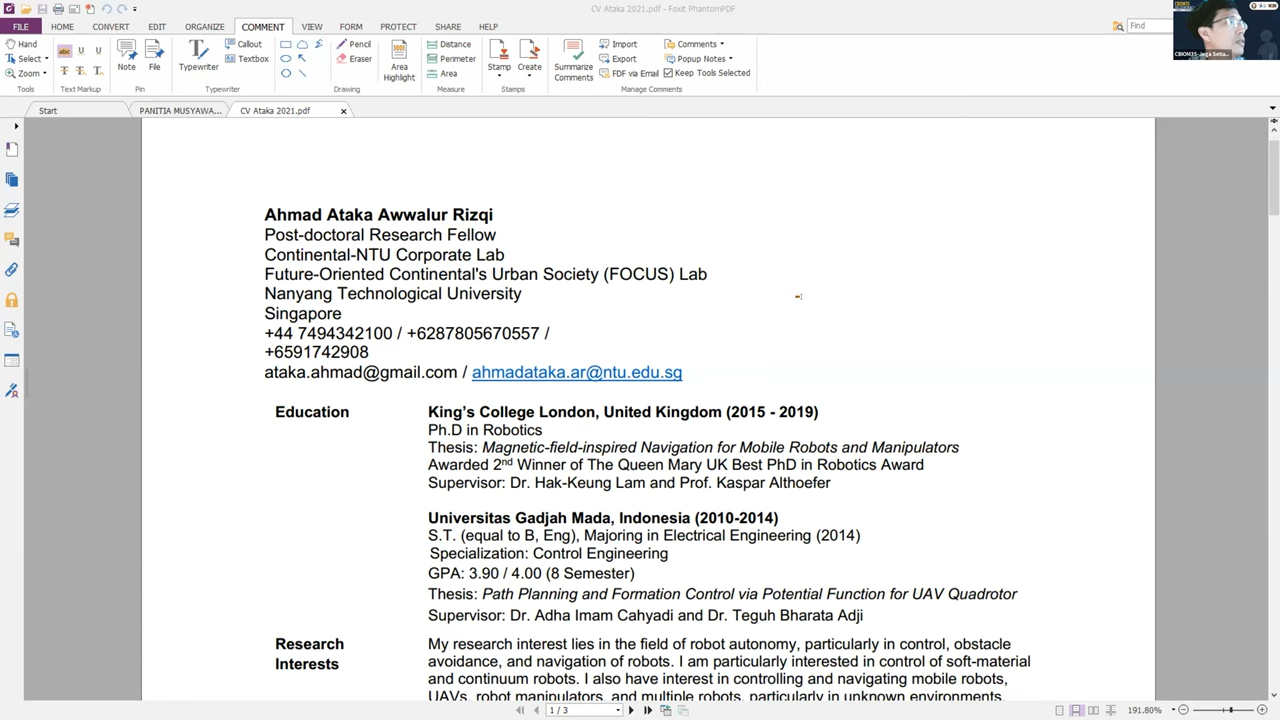 CV Ataka 2021.pdf - Foxit PhantomPDF
FILE HOME CONVERT EDIT ORGANIZE COMMENT VIEW FORM PROTECT SHARE HELP
Find
Hand
Select
Zoom
Tools
Text Markup
Note
File
Pin
Typewriter
Callout
Textbox
Typewriter
Pencil
Eraser
Area Highlight
Drawing
Distance
Perimeter
Area
Measure
Stamp
Create
Stamps
Summarize Comments
Import
Export
FDF via Email
Comments
Popup Notes
Keep Tools Selected
Manage Comments
Start
PANITIA MUSYAWA...
CV Ataka 2021.pdf
Ahmad Ataka Awwalur Rizqi
Post-doctoral Research Fellow
Continental-NTU Corporate Lab
Future-Oriented Continental's Urban Society (FOCUS) Lab
Nanyang Technological University
Singapore
+44 7494342100 / +6287805670557 /
+6591742908
ataka.ahmad@gmail.com / ahmadataka.ar@ntu.edu.sg
Education
King's College London, United Kingdom (2015 - 2019)
Ph.D in Robotics
Thesis: Magnetic-field-inspired Navigation for Mobile Robots and Manipulators
Awarded 2nd Winner of The Queen Mary UK Best PhD in Robotics Award
Supervisor: Dr. Hak-Keung Lam and Prof. Kaspar Althoefer
Universitas Gadjah Mada, Indonesia (2010-2014)
S.T. (equal to B, Eng), Majoring in Electrical Engineering (2014)
Specialization: Control Engineering
GPA: 3.90 / 4.00 (8 Semester)
Thesis: Path Planning and Formation Control via Potential Function for UAV Quadrotor
Supervisor: Dr. Adha Imam Cahyadi and Dr. Teguh Bharata Adji
Research Interests
My research interest lies in the field of robot autonomy, particularly in control, obstacle
avoidance, and navigation of robots. I am particularly interested in control of soft-material
and continuum robots. I also have interest in controlling and navigating mobile robots,
UAVs, robot manipulators, and multiple robots, particularly in unknown environments.
1 / 3
191.80%